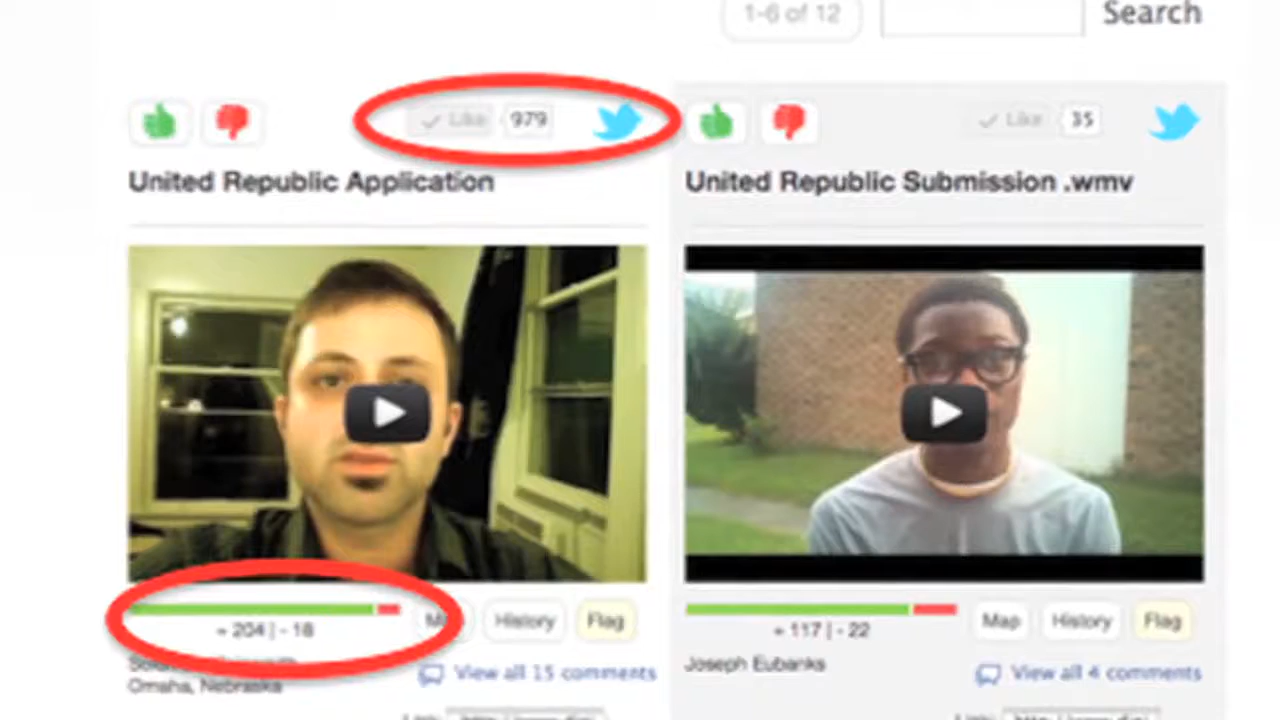 1-6 of 12 Search
Like 979
Like 35
United Republic Application
United Republic Submission .wmv
+ 204 | - 18
Map History Flag
+ 117 | - 22
Map History Flag
Omaha, Nebraska
View all 15 comments
Joseph Eubanks
View all 4 comments